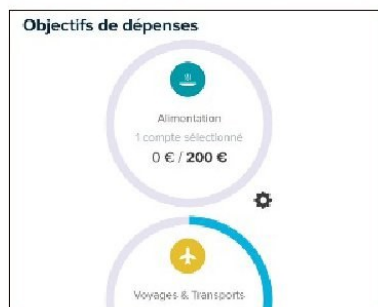 Objectifs de dépenses
Alimentation
1 compte sélectionné
0 € / 200 €
Voyages & Transports